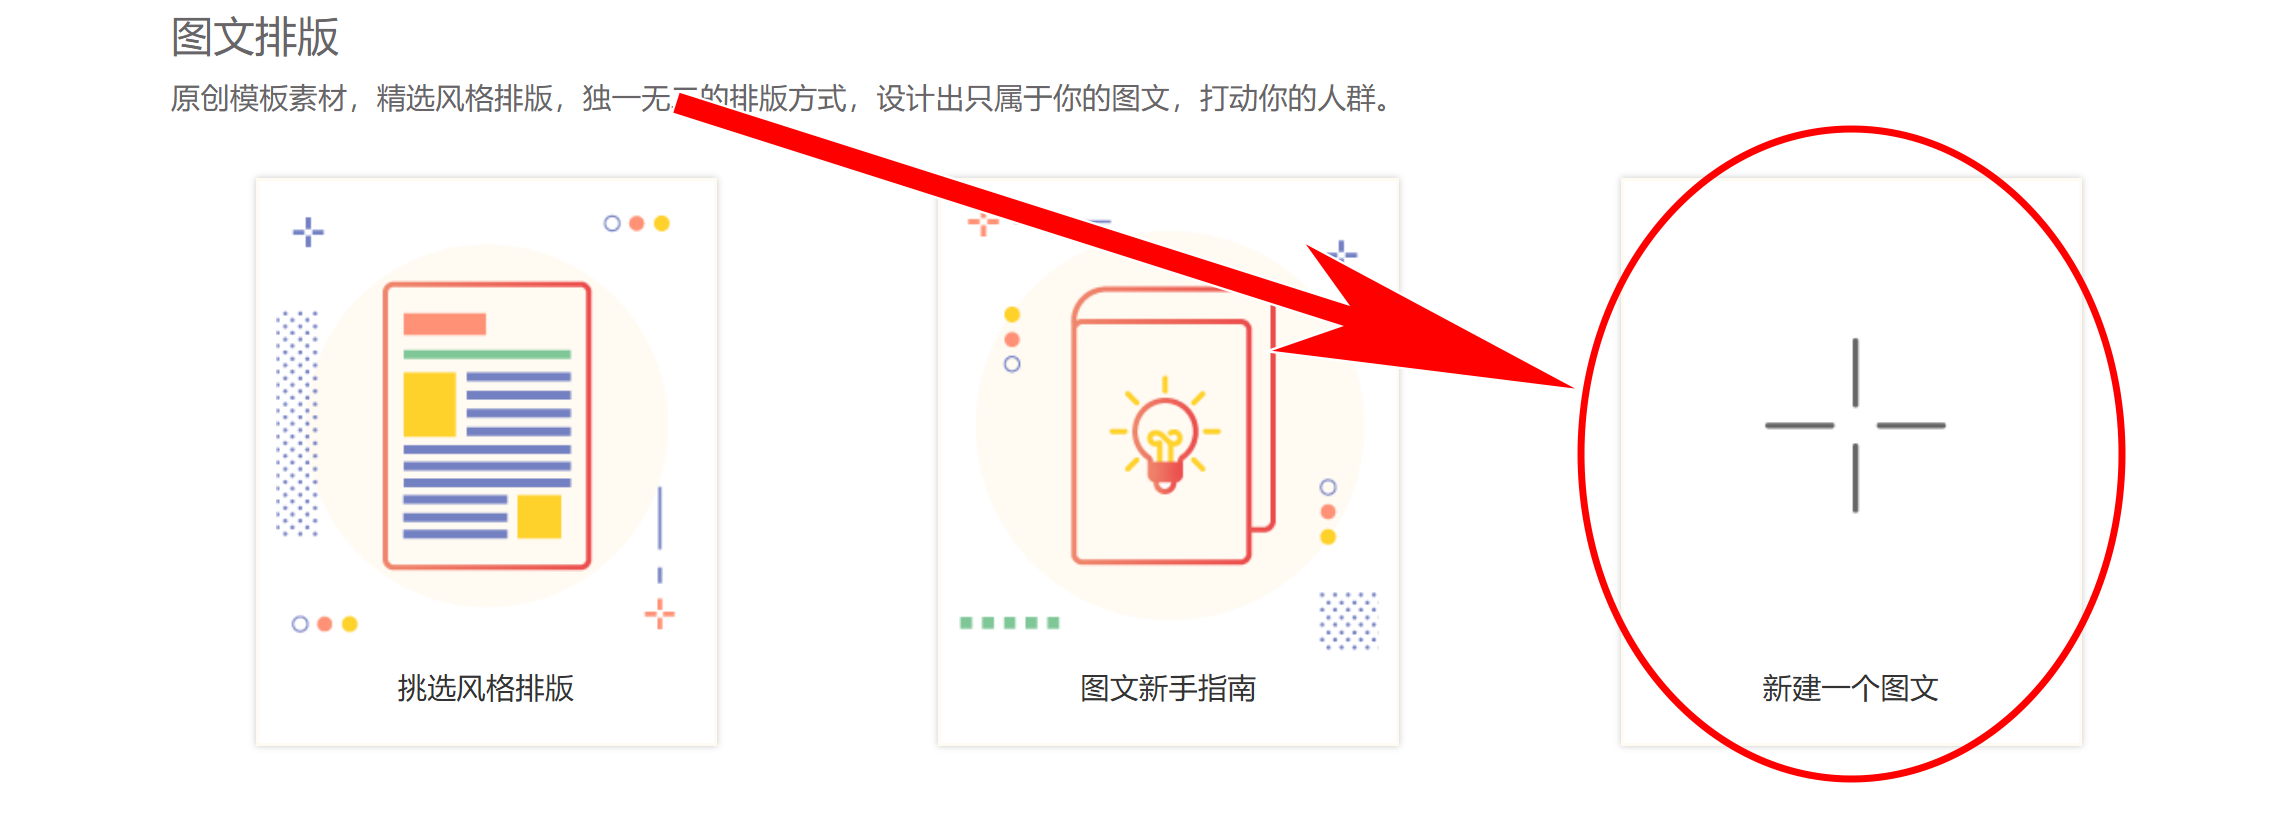 图文排版
原创模板素材，精选风格排版，独一无二的排版方式，设计出只属于你的图文，打动你的人群。
挑选风格排版
图文新手指南
新建一个图文